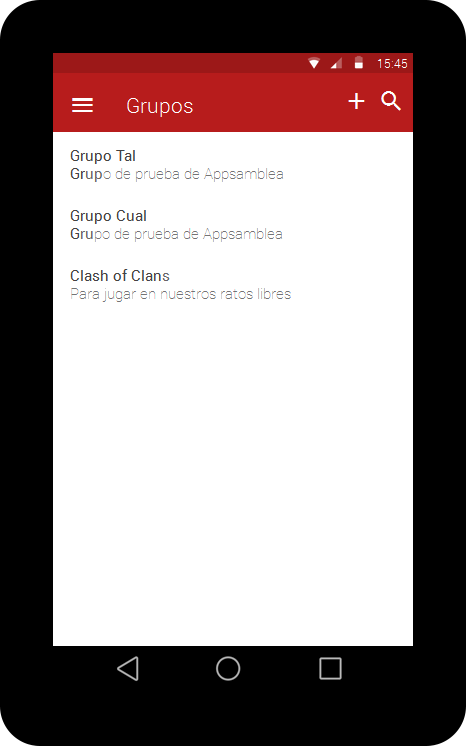 15:45
Grupos
Grupo Tal
Grupo de prueba de Appsamblea
Grupo Cual
Grupo de prueba de Appsamblea
Clash of Clans
Para jugar en nuestros ratos libres